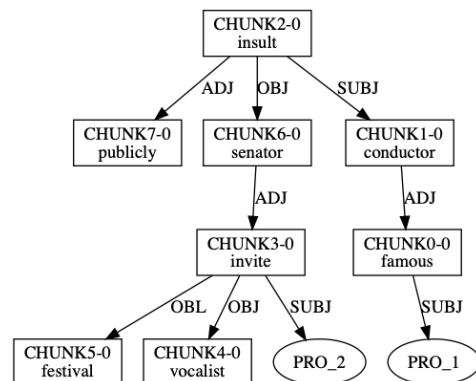 CHUNK2-0
insult
ADJ
OBJ
SUBJ
CHUNK7-0
publicly
CHUNK6-0
senator
CHUNK1-0
conductor
ADJ
ADJ
CHUNK3-0
invite
CHUNK0-0
famous
OBL
OBJ
SUBJ
SUBJ
CHUNK5-0
festival
CHUNK4-0
vocalist
PRO_2
PRO_1